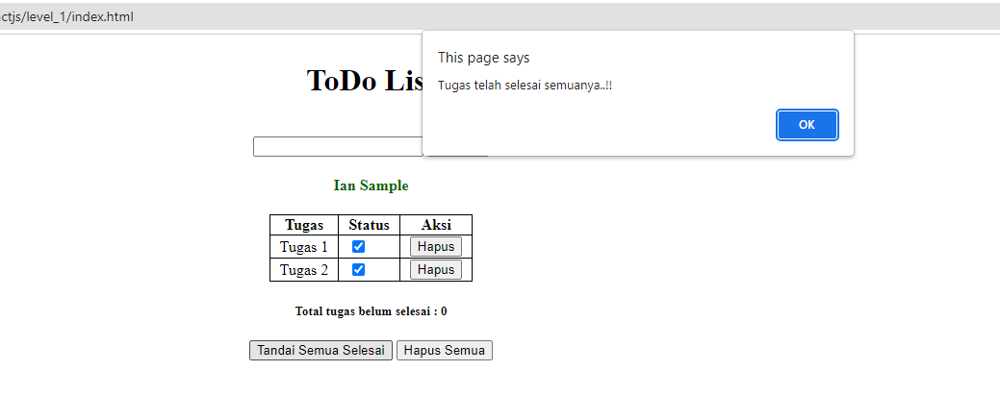 ctjs/level_1/index.html
This page says
Tugas telah selesai semuanya..!!
OK
ToDo Lis
Ian Sample
Tugas Status Aksi
Tugas 1 Hapus
Tugas 2 Hapus
Total tugas belum selesai : 0
Tandai Semua Selesai Hapus Semua